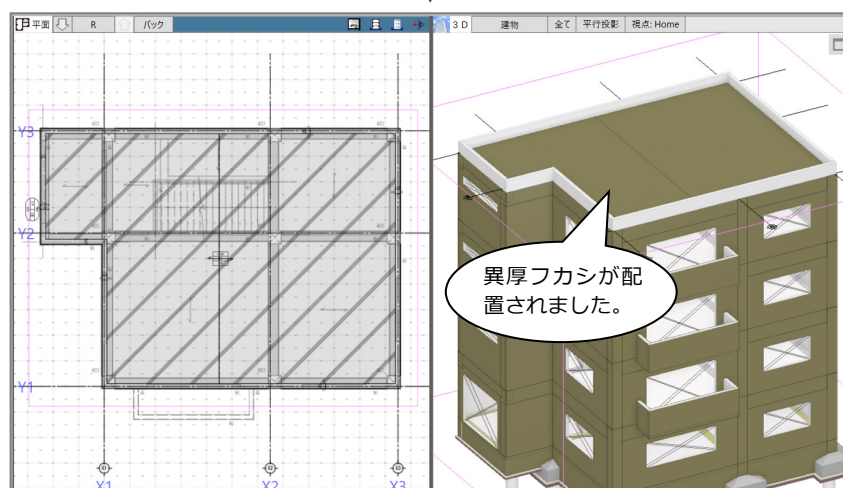 平面 R バック
3 D 建物 全て 平行投影 視点: Home
Y3
Y2
Y1
X1 X2 X3
異厚フカシが配
置されました。